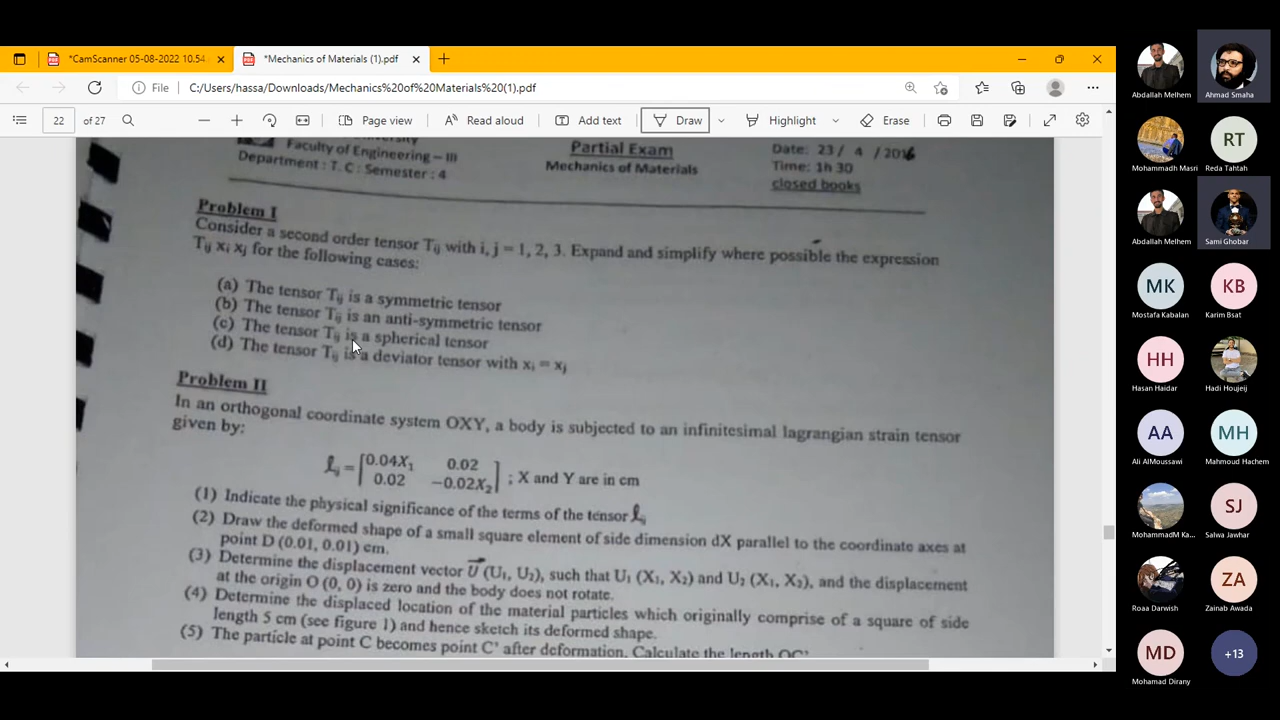 *CamScanner 05-08-2022 10.54
*Mechanics of Materials (1).pdf
File
C:/Users/hassa/Downloads/Mechanics%20of%20Materials%20(1).pdf
22 of 27
Page view
Read aloud
Add text
Draw
Highlight
Erase
Faculty of Engineering – III
Department : T. C : Semester : 4
Partial Exam
Mechanics of Materials
Date: 23 / 4 / 2016
Time: 1h 30
closed books
Problem I
Consider a second order tensor Tij with i, j = 1, 2, 3. Expand and simplify where possible the expression
Tij xi xj for the following cases:
(a) The tensor Tij is a symmetric tensor
(b) The tensor Tij is an anti-symmetric tensor
(c) The tensor Tij is a spherical tensor
(d) The tensor Tij is a deviator tensor with xi = xj
Problem II
In an orthogonal coordinate system OXY, a body is subjected to an infinitesimal lagrangian strain tensor
given by:
ℓij = [0.04X1 0.02
0.02 −0.02X2] ; X and Y are in cm
(1) Indicate the physical significance of the terms of the tensor ℓij
(2) Draw the deformed shape of a small square element of side dimension dX parallel to the coordinate axes at
point D (0.01, 0.01) cm.
(3) Determine the displacement vector U (U1, U2), such that U1 (X1, X2) and U2 (X1, X2), and the displacement
at the origin O (0, 0) is zero and the body does not rotate.
(4) Determine the displaced location of the material particles which originally comprise of a square of side
length 5 cm (see figure 1) and hence sketch its deformed shape.
(5) The particle at point C becomes point C' after deformation. Calculate the length OC'
Abdallah Melhem
Ahmad Smaha
Mohammadh Masri
RT
Reda Tahtah
Abdallah Melhem
Sami Ghobar
MK
Mostafa Kabalan
KB
Karim Bsat
HH
Hasan Haidar
Hadi Houjeij
AA
Ali AlMoussawi
MH
Mahmoud Hachem
MohammadM Ka...
SJ
Salwa Jawhar
Roaa Darwish
ZA
Zainab Awada
MD
Mohamad Dirany
+13